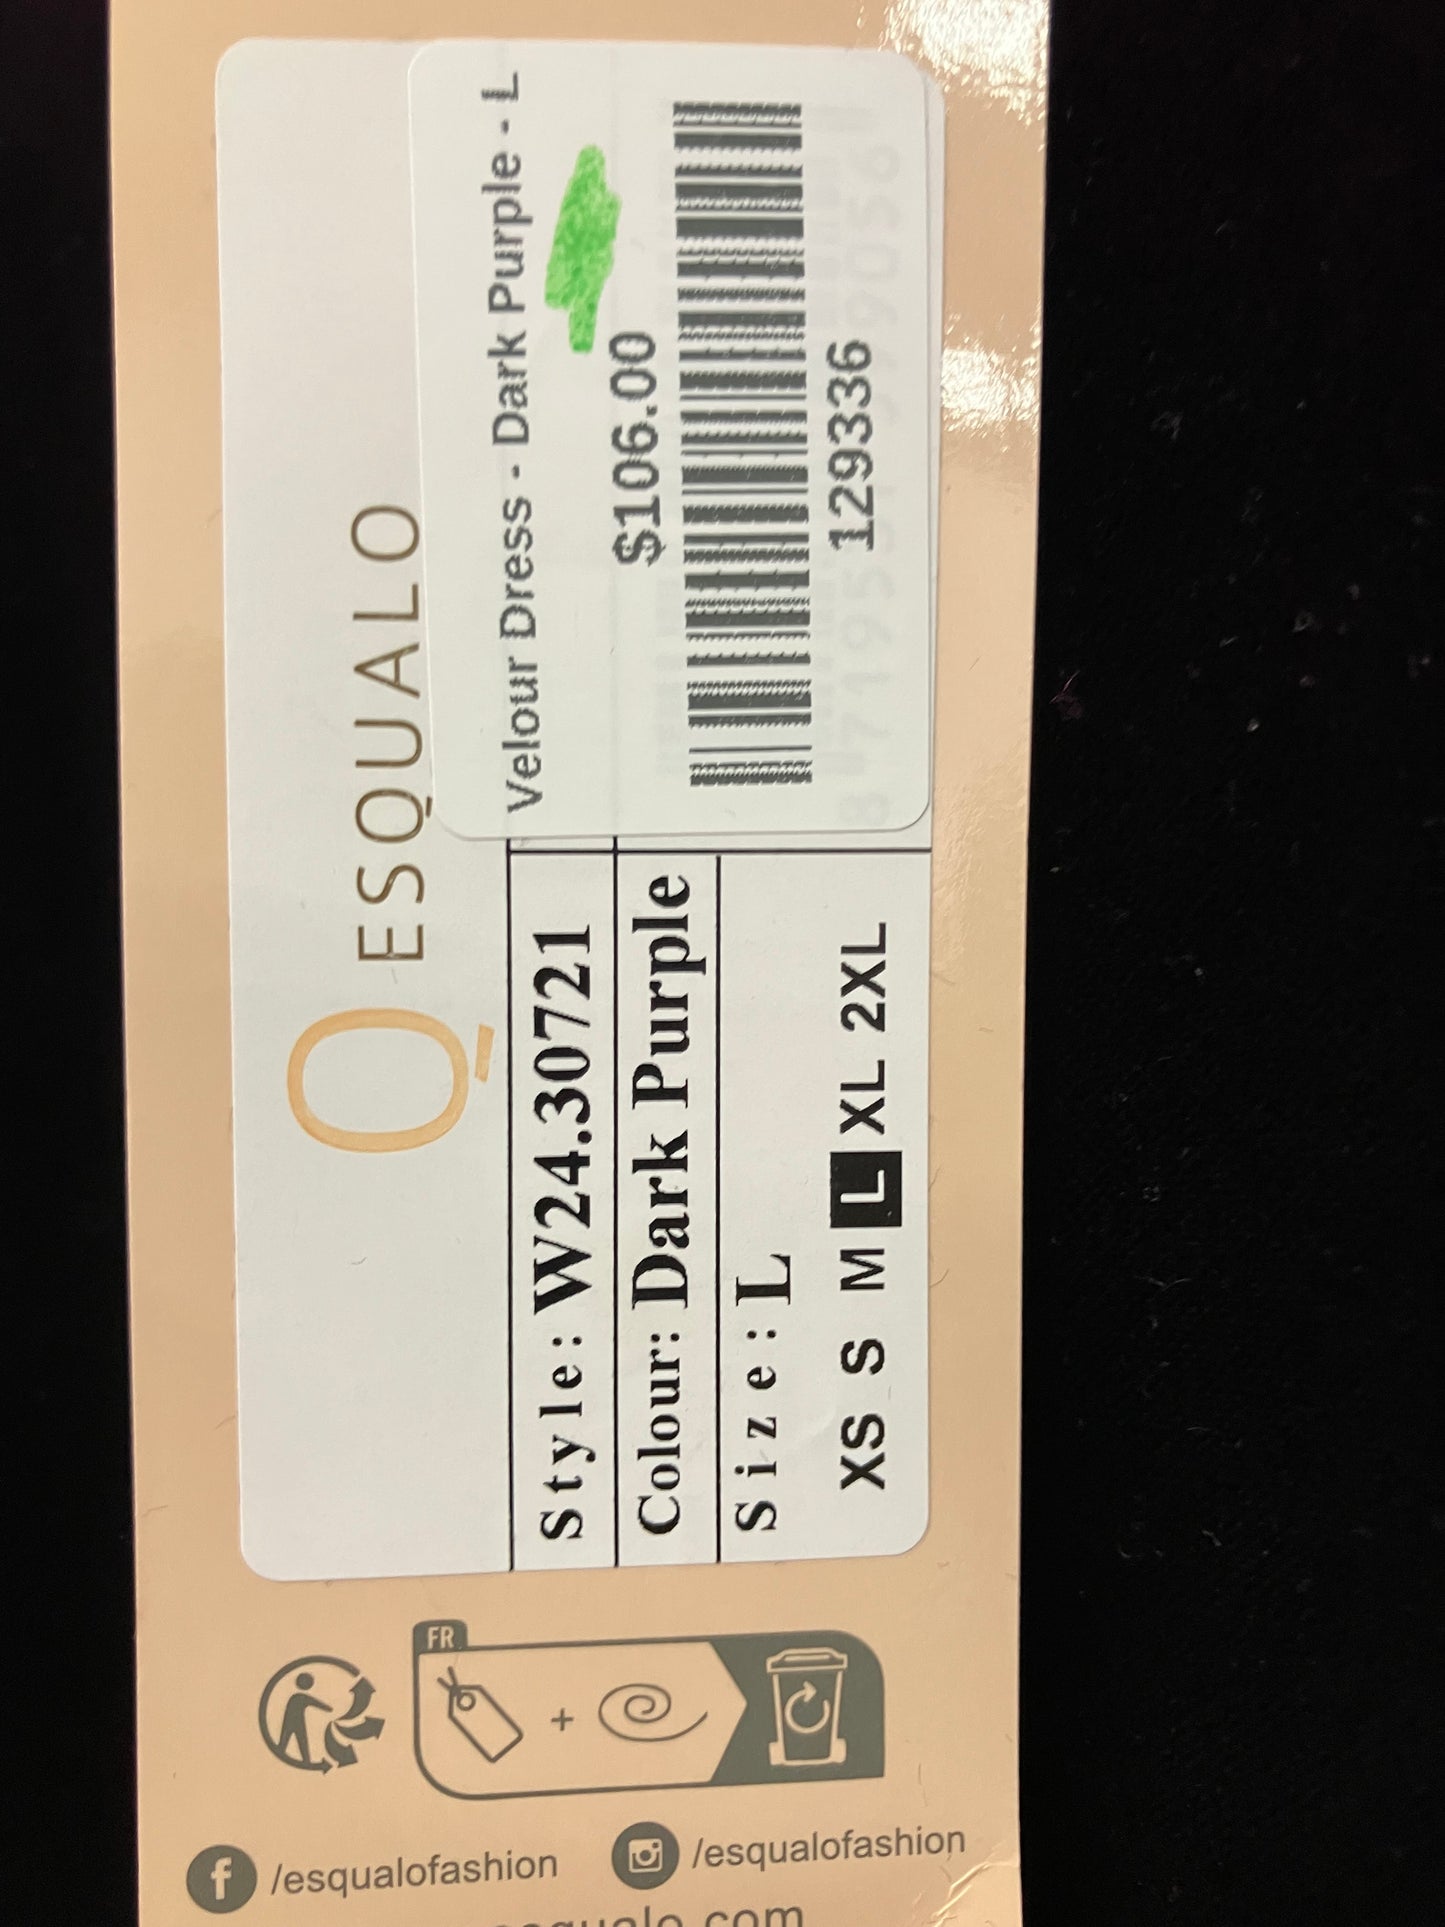 Q ESQUALO
Velour Dress - Dark Purple - L
$106.00
129336
Style: W24.30721
Colour: Dark Purple
Size: L
XS S M L XL 2XL
FR
+
f /esqualofashion
/esqualofashion